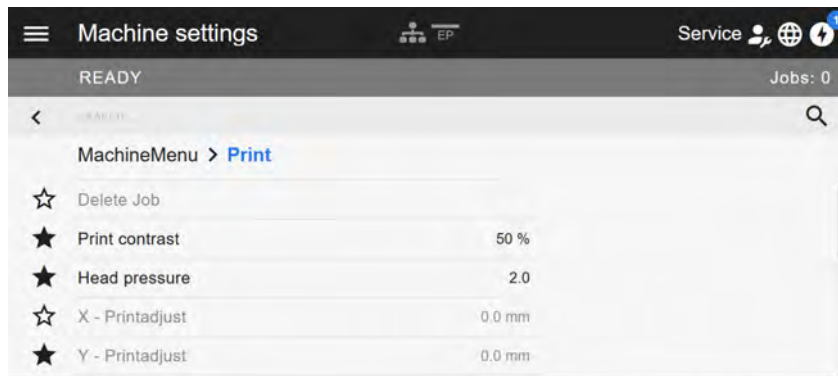 Machine settings EP Service
READY Jobs: 0
MachineMenu > Print
Delete Job
Print contrast 50 %
Head pressure 2.0
X - Printadjust 0.0 mm
Y - Printadjust 0.0 mm